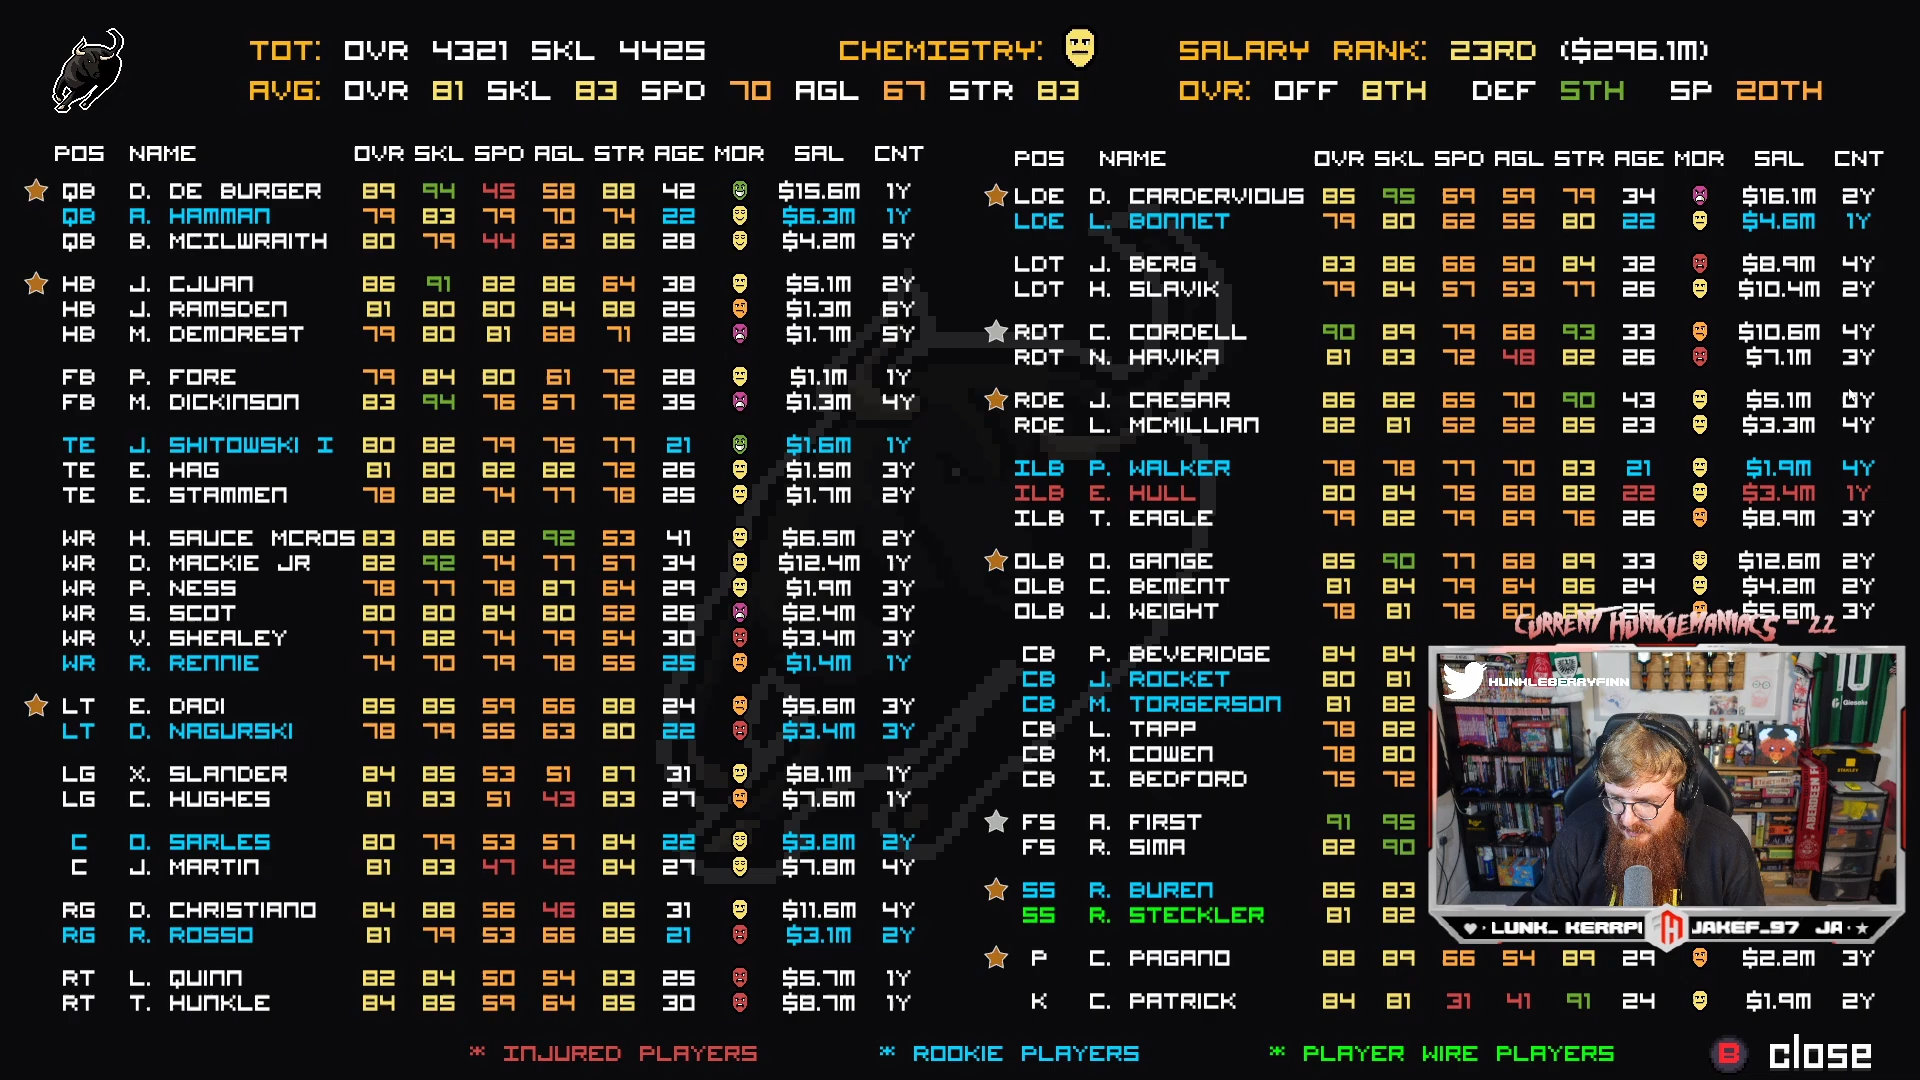 TOT: OVR 4321 SKL 4425 CHEMISTRY: SALARY RANK: 23RD ($296.1M)
AVG: OVR 81 SKL 83 SPD 70 AGL 67 STR 83 OVR: OFF 8TH DEF 5TH SP 20TH
POS NAME OVR SKL SPD AGL STR AGE MOR SAL CNT
QB D. DE BURGER 89 94 45 58 88 42 $15.6M 1Y
QB A. HAMMAN 79 83 79 70 74 22 $6.3M 1Y
QB B. MCILWRAITH 80 79 44 63 86 28 $4.2M 5Y
HB J. CJUAN 86 91 82 86 64 38 $5.1M 2Y
HB J. RAMSDEN 81 80 80 84 88 25 $1.3M 6Y
HB M. DEMOREST 79 80 81 68 71 25 $1.7M 5Y
FB P. FORE 79 84 80 61 72 28 $1.1M 1Y
FB M. DICKINSON 83 94 76 57 72 35 $1.3M 4Y
TE J. SHITOWSKI I 80 82 79 75 77 21 $1.6M 1Y
TE E. HAG 81 80 82 82 72 26 $1.5M 3Y
TE E. STAMMEN 78 82 74 77 78 25 $1.7M 2Y
WR H. SAUCE MCROS 83 86 82 92 53 41 $6.5M 2Y
WR D. MACKIE JR 82 92 74 77 57 34 $12.4M 1Y
WR P. NESS 78 77 78 87 64 29 $1.9M 3Y
WR S. SCOT 80 80 84 80 52 26 $2.4M 3Y
WR V. SHEALEY 77 82 74 79 54 30 $3.4M 3Y
WR R. RENNIE 74 70 79 78 55 25 $1.4M 1Y
LT E. DADI 85 85 59 66 88 24 $5.6M 3Y
LT D. NAGURSKI 78 79 55 63 80 22 $3.4M 3Y
LG X. SLANDER 84 85 53 51 87 31 $8.1M 1Y
LG C. HUGHES 81 83 51 43 83 27 $7.6M 1Y
C O. SARLES 80 79 53 57 84 22 $3.8M 2Y
C J. MARTIN 81 83 47 42 84 27 $7.8M 4Y
RG D. CHRISTIANO 84 88 56 46 85 31 $11.6M 4Y
RG R. ROSSO 81 79 53 66 85 21 $3.1M 2Y
RT L. QUINN 82 84 50 54 83 25 $5.7M 1Y
RT T. HUNKLE 84 85 59 64 85 30 $8.7M 1Y
POS NAME OVR SKL SPD AGL STR AGE MOR SAL CNT
LDE D. CARDERVIOUS 85 95 69 59 79 34 $16.1M 2Y
LDE L. BONNET 79 80 62 55 80 22 $4.6M 1Y
LDT J. BERG 83 86 66 50 84 32 $8.9M 4Y
LDT H. SLAVIK 79 84 57 53 77 26 $10.4M 2Y
RDT C. CORDELL 90 89 79 68 93 33 $10.6M 4Y
RDT N. HAVIKA 81 83 72 48 82 26 $7.1M 3Y
RDE J. CAESAR 86 82 65 70 90 43 $5.1M Y
RDE L. MCMILLIAN 82 81 52 52 85 23 $3.3M 4Y
ILB P. WALKER 78 78 77 70 83 21 $1.9M 4Y
ILB E. HULL 80 84 75 68 82 22 $3.4M 1Y
ILB T. EAGLE 79 82 79 69 76 26 $8.9M 3Y
OLB O. GANGE 85 90 77 68 89 33 $12.6M 2Y
OLB C. BEMENT 81 84 79 64 86 24 $4.2M 2Y
OLB J. WEIGHT 78 81 76 60 $5.6M 3Y
CURRENT HUNKLEMANIACS - 22
CB P. BEVERIDGE 84 84
CB J. ROCKET 80 81
CB M. TORGERSON 81 82
CB L. TAPP 78 82
CB M. COWEN 78 80
CB I. BEDFORD 75 72
FS A. FIRST 91 95
FS R. SIMA 82 90
SS R. BUREN 85 83
SS R. STECKLER 81 82
HUNKLEBERRYFINN
10
STANLEY
LUNK_ KERRPI JAKEF_97 JA
P C. PAGANO 88 89 66 54 89 29 $2.2M 3Y
K C. PATRICK 84 81 31 41 91 24 $1.9M 2Y
* INJURED PLAYERS * ROOKIE PLAYERS * PLAYER WIRE PLAYERS B close